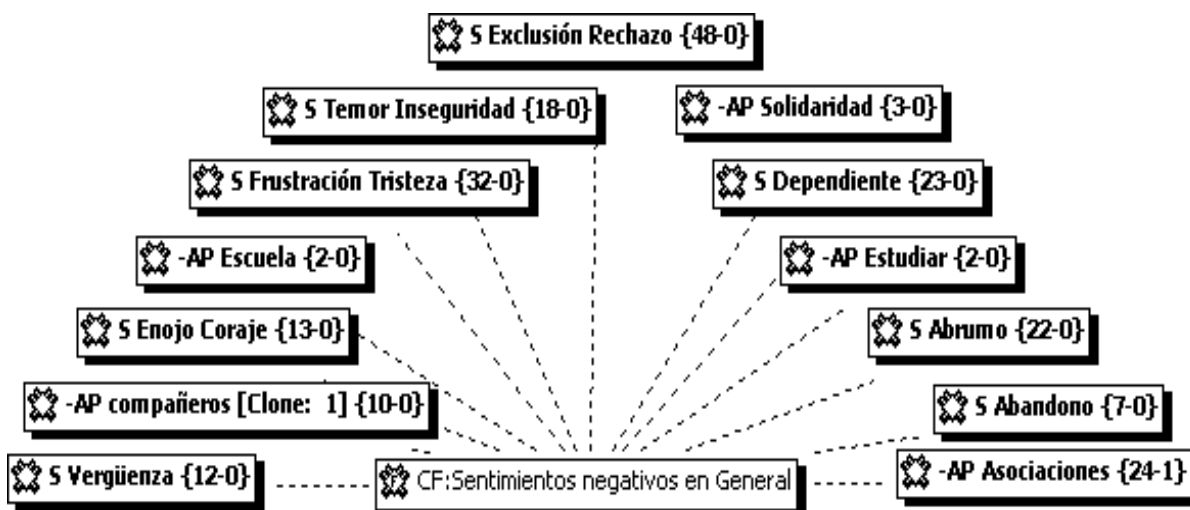 S Exclusión Rechazo {48-0}
S Temor Inseguridad {18-0}
-AP Solidaridad {3-0}
S Frustración Tristeza {32-0}
S Dependiente {23-0}
-AP Escuela {2-0}
-AP Estudiar {2-0}
S Enojo Coraje {13-0}
S Abrumo {22-0}
-AP compañeros [Clone: 1] {10-0}
S Abandono {7-0}
S Vergüenza {12-0}
CF:Sentimientos negativos en General
-AP Asociaciones {24-1}